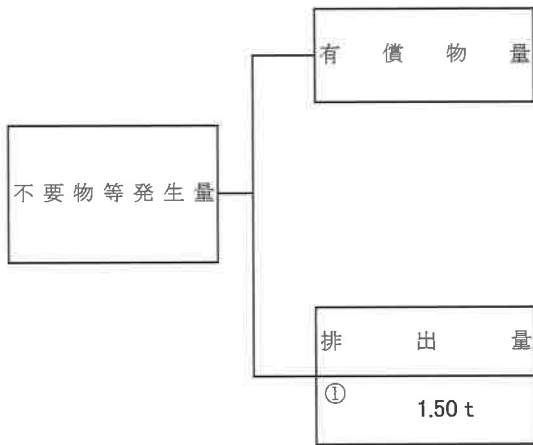 有償物量
不要物等発生量
排出量
①
1.50 t